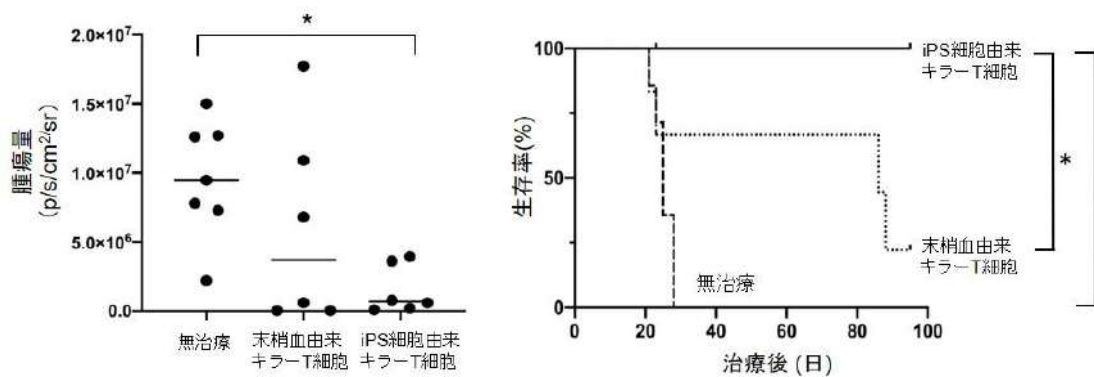 *
2.0×10⁷
1.5×10⁷
1.0×10⁷
5.0×10⁶
0.0
腫瘍量
(p/s/cm²/sr)
無治療
末梢血由来
キラーT細胞
iPS細胞由来
キラーT細胞
100
50
0
生存率(%)
iPS細胞由来
キラーT細胞
*
末梢血由来
キラーT細胞
無治療
0
20
40
60
80
100
治療後 (日)